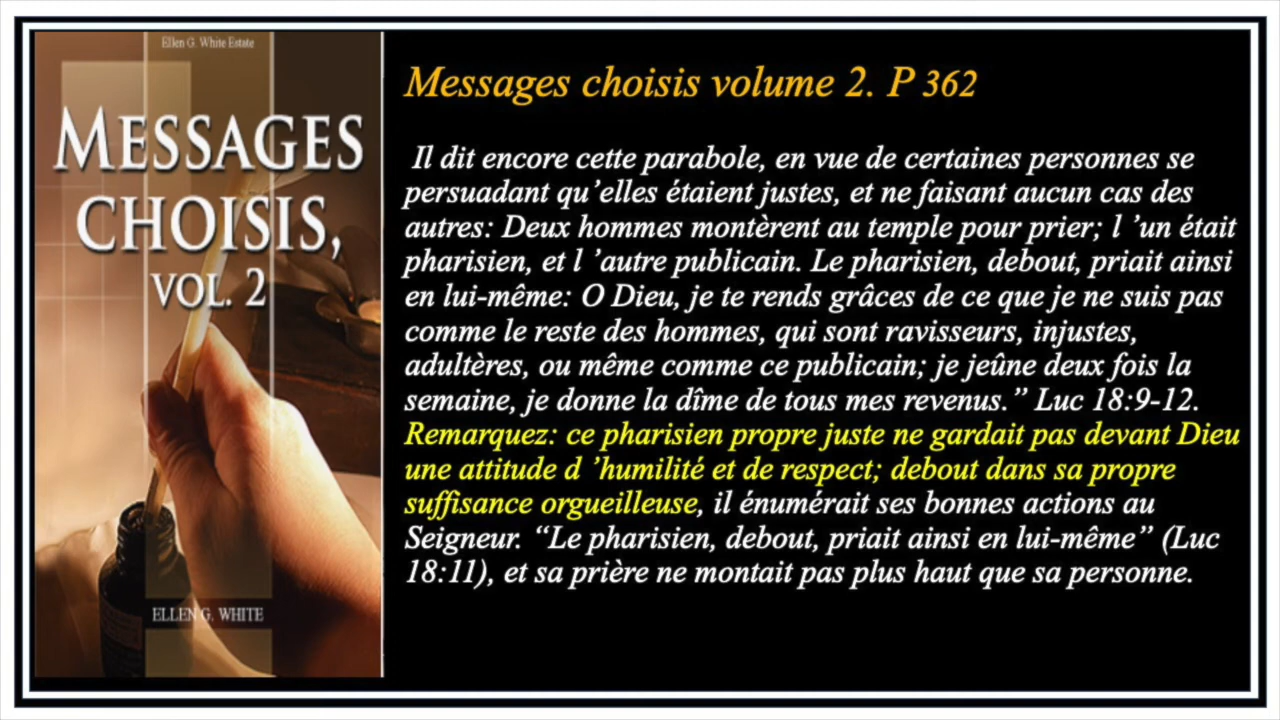 Ellen G. White Estate
MESSAGES
CHOISIS,
VOL. 2
ELLEN G. WHITE
Messages choisis volume 2. P 362
Il dit encore cette parabole, en vue de certaines personnes se
persuadant qu’elles étaient justes, et ne faisant aucun cas des
autres: Deux hommes montèrent au temple pour prier; l ’un était
pharisien, et l ’autre publicain. Le pharisien, debout, priait ainsi
en lui-même: O Dieu, je te rends grâces de ce que je ne suis pas
comme le reste des hommes, qui sont ravisseurs, injustes,
adultères, ou même comme ce publicain; je jeûne deux fois la
semaine, je donne la dîme de tous mes revenus.” Luc 18:9-12.
Remarquez: ce pharisien propre juste ne gardait pas devant Dieu
une attitude d ’humilité et de respect; debout dans sa propre
suffisance orgueilleuse, il énumérait ses bonnes actions au
Seigneur. “Le pharisien, debout, priait ainsi en lui-même” (Luc
18:11), et sa prière ne montait pas plus haut que sa personne.